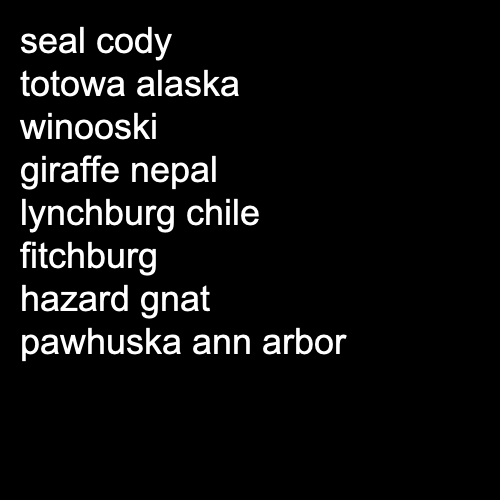 seal cody
totowa alaska
winooski
giraffe nepal
lynchburg chile
fitchburg
hazard gnat
pawhuska ann arbor